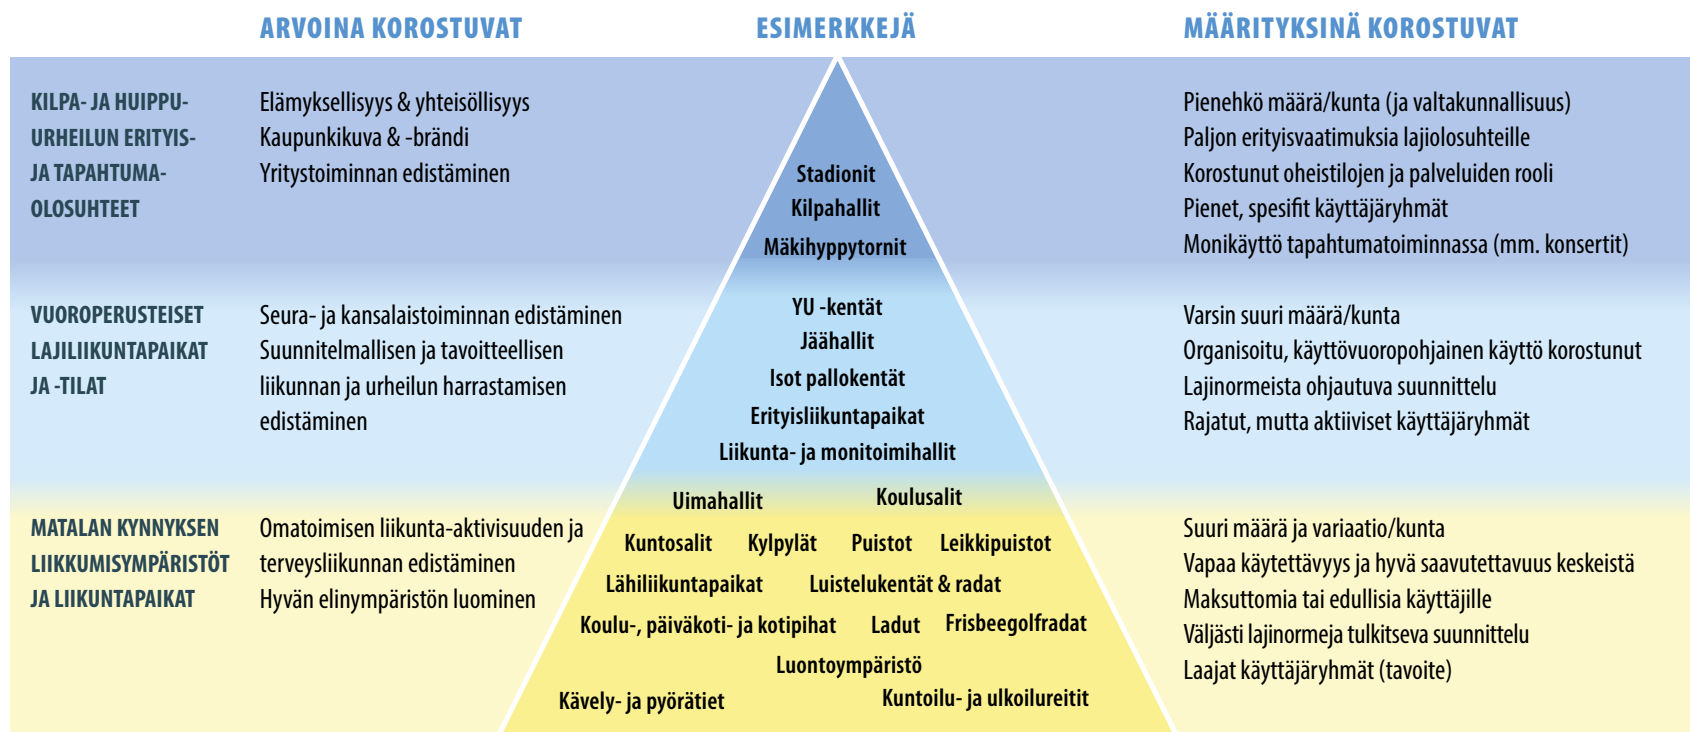 ARVOINA KOROSTUVAT
ESIMERKKEJÄ
MÄÄRITYKSINÄ KOROSTUVAT
KILPA- JA HUIPPU-
URHEILUN ERITYIS-
JA TAPAHTUMA-
OLOSUHTEET
Elämyksellisyys & yhteisöllisyys
Kaupunkikuva & -brändi
Yritystoiminnan edistäminen
Stadionit
Kilpahallit
Mäkihyppytornit
Pienehkö määrä/kunta (ja valtakunnallisuus)
Paljon erityisvaatimuksia lajiolosuhteille
Korostunut oheistilojen ja palveluiden rooli
Pienet, spesifit käyttäjäryhmät
Monikäyttö tapahtumatoiminnassa (mm. konsertit)
VUOROPERUSTEISET
LAJILIIKUNTAPAIKAT
JA -TILAT
Seura- ja kansalaistoiminnan edistäminen
Suunnitelmallisen ja tavoitteellisen
liikunnan ja urheilun harrastamisen
edistäminen
YU -kentät
Jäähallit
Isot pallokentät
Erityisliikuntapaikat
Liikunta- ja monitoimihallit
Varsin suuri määrä/kunta
Organisoitu, käyttövuoropohjainen käyttö korostunut
Lajinormeista ohjautuva suunnittelu
Rajatut, mutta aktiiviset käyttäjäryhmät
MATALAN KYNNYKSEN
LIIKKUMISYMPÄRISTÖT
JA LIIKUNTAPAIKAT
Omatoimisen liikunta-aktivisuuden ja
terveysliikunnan edistäminen
Hyvän elinympäristön luominen
Uimahallit Koulusalit
Kuntosalit Kylpylät Puistot Leikkipuistot
Lähiliikuntapaikat Luistelukentät & radat
Koulu-, päiväkoti- ja kotipihat Ladut Frisbeegolfradat
Luontoympäristö
Kävely- ja pyörätiet Kuntoilu- ja ulkoilureitit
Suuri määrä ja variaatio/kunta
Vapaa käytettävyys ja hyvä saavutettavuus keskeistä
Maksuttomia tai edullisia käyttäjille
Väljästi lajinormeja tulkitseva suunnittelu
Laajat käyttäjäryhmät (tavoite)